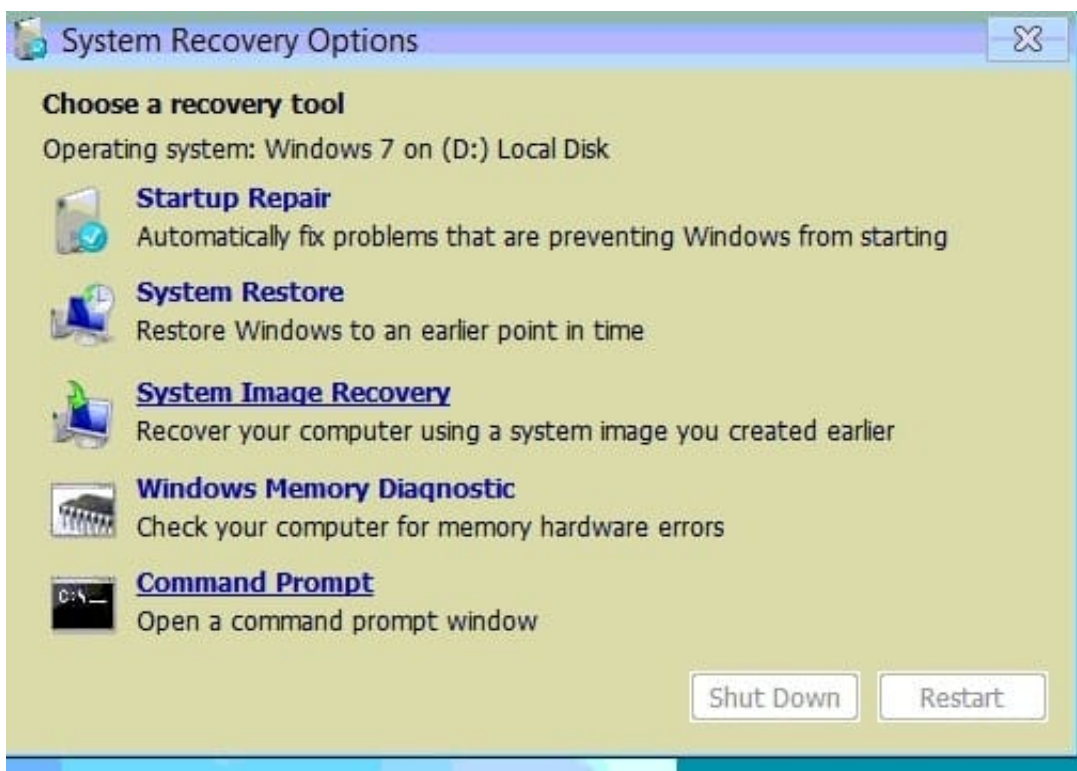 System Recovery Options
Choose a recovery tool
Operating system: Windows 7 on (D:) Local Disk
Startup Repair
Automatically fix problems that are preventing Windows from starting
System Restore
Restore Windows to an earlier point in time
System Image Recovery
Recover your computer using a system image you created earlier
Windows Memory Diagnostic
Check your computer for memory hardware errors
C:\_
Command Prompt
Open a command prompt window
Shut Down Restart